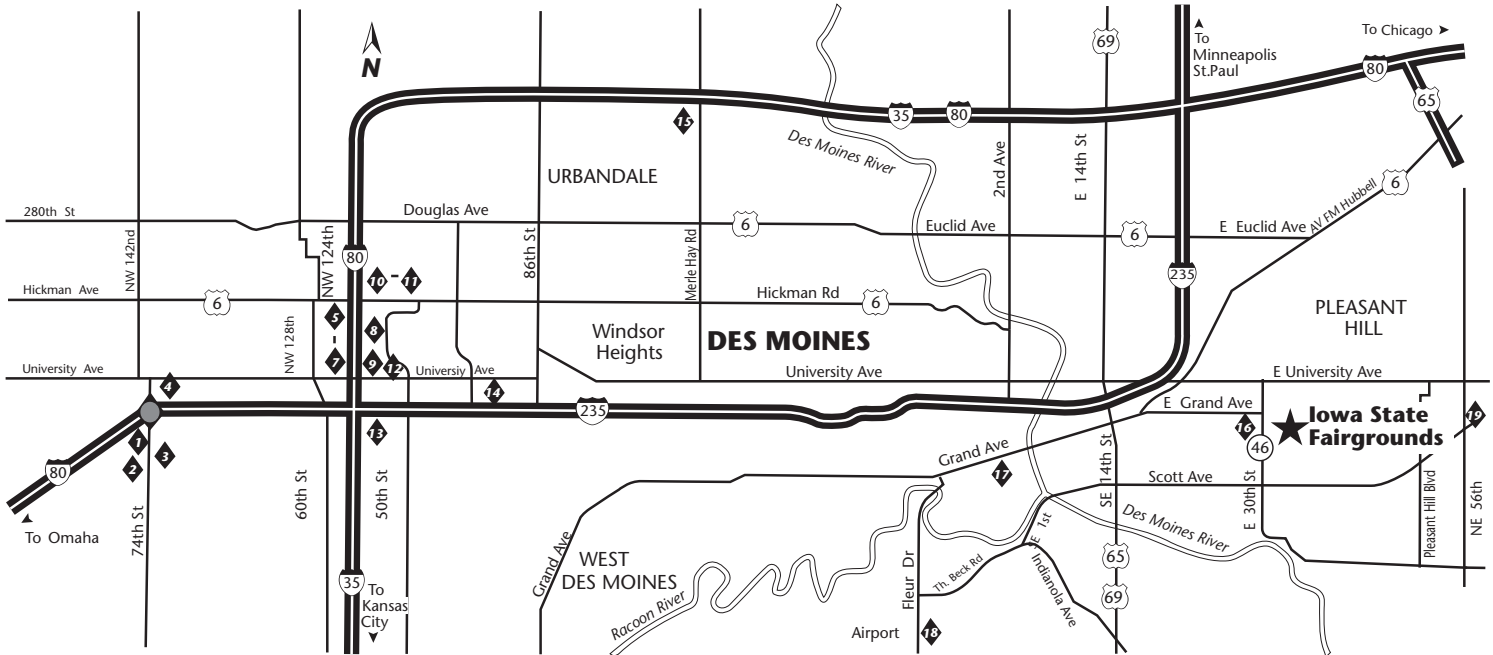 69
To
Minneapolis
St.Paul
To Chicago
N
80
65
15
35
80
Des Moines River
2nd Ave
E 14th St
URBANDALE
6
AV FM Hubbell
280th St
Douglas Ave
6
Euclid Ave
6
E Euclid Ave
NW 142nd
NW 124th
86th St
Merle Hay Rd
80
10
-
11
235
Hickman Ave
6
Hickman Rd
6
5
-
7
8
9
12
NW 128th
Windsor
Heights
DES MOINES
PLEASANT
HILL
University Ave
Universiy Ave
University Ave
E University Ave
4
14
235
E Grand Ave
16
Iowa State
Fairgrounds
19
46
1
2
3
13
80
Grand Ave
17
Scott Ave
To Omaha
74th St
60th St
50th St
SE 14th St
E 30th St
Pleasant Hill Blvd
NE 56th
Des Moines River
E 1st
Grand Ave
WEST
DES MOINES
Fleur Dr
Th. Beck Rd
Indianola Ave
65
69
35
To
Kansas
City
Racoon River
Airport
18